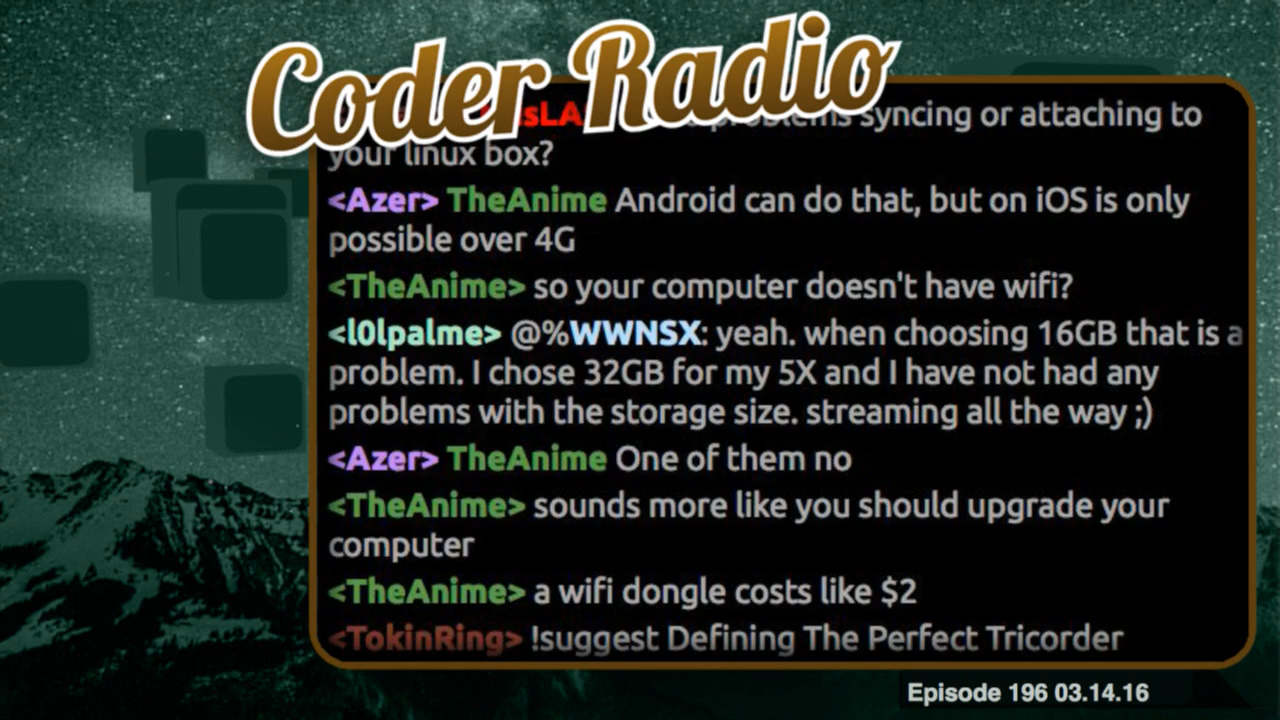 Coder Radio
problems syncing or attaching to
your linux box?
<Azer> TheAnime Android can do that, but on iOS is only
possible over 4G
<TheAnime> so your computer doesn't have wifi?
<l0lpalme> @%WWNSX: yeah. when choosing 16GB that is a
problem. I chose 32GB for my 5X and I have not had any
problems with the storage size. streaming all the way ;)
<Azer> TheAnime One of them no
<TheAnime> sounds more like you should upgrade your
computer
<TheAnime> a wifi dongle costs like $2
<TokinRing> !suggest Defining The Perfect Tricorder
Episode 196 03.14.16